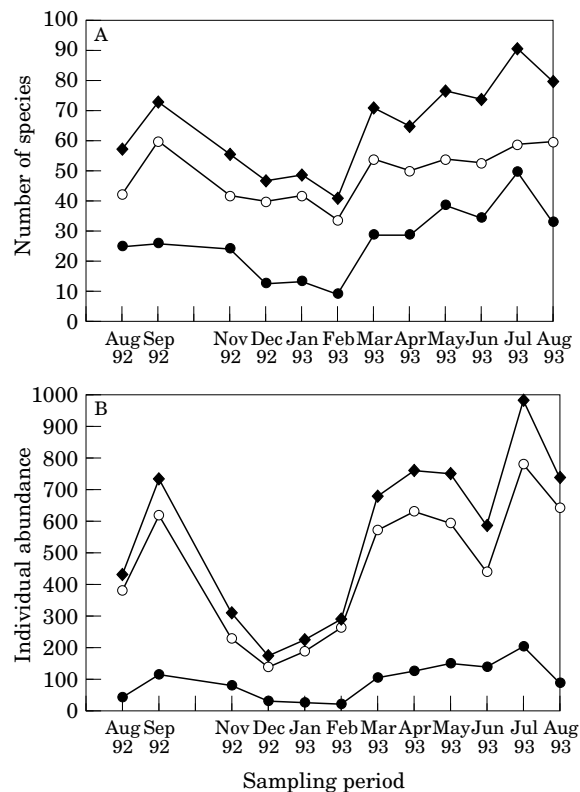 A
Number of species
100
90
80
70
60
50
40
30
20
10
0
Aug Sep Nov Dec Jan Feb Mar Apr May Jun Jul Aug
92 92 92 92 93 93 93 93 93 93 93 93
B
Individual abundance
1000
900
800
700
600
500
400
300
200
100
0
Aug Sep Nov Dec Jan Feb Mar Apr May Jun Jul Aug
92 92 92 92 93 93 93 93 93 93 93 93
Sampling period